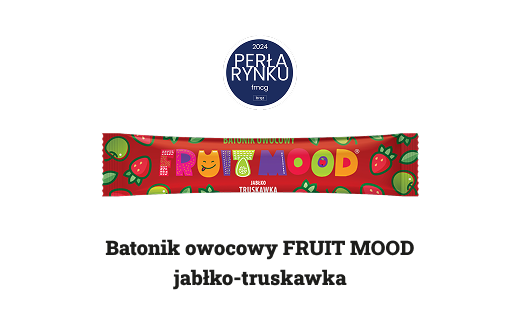 2024
PERŁA
RYNKU
fmcg
BATONIK OWOCOWY
FRUIT MOOD®
JABŁKO
TRUSKAWKA
Batonik owocowy FRUIT MOOD
jabłko-truskawka